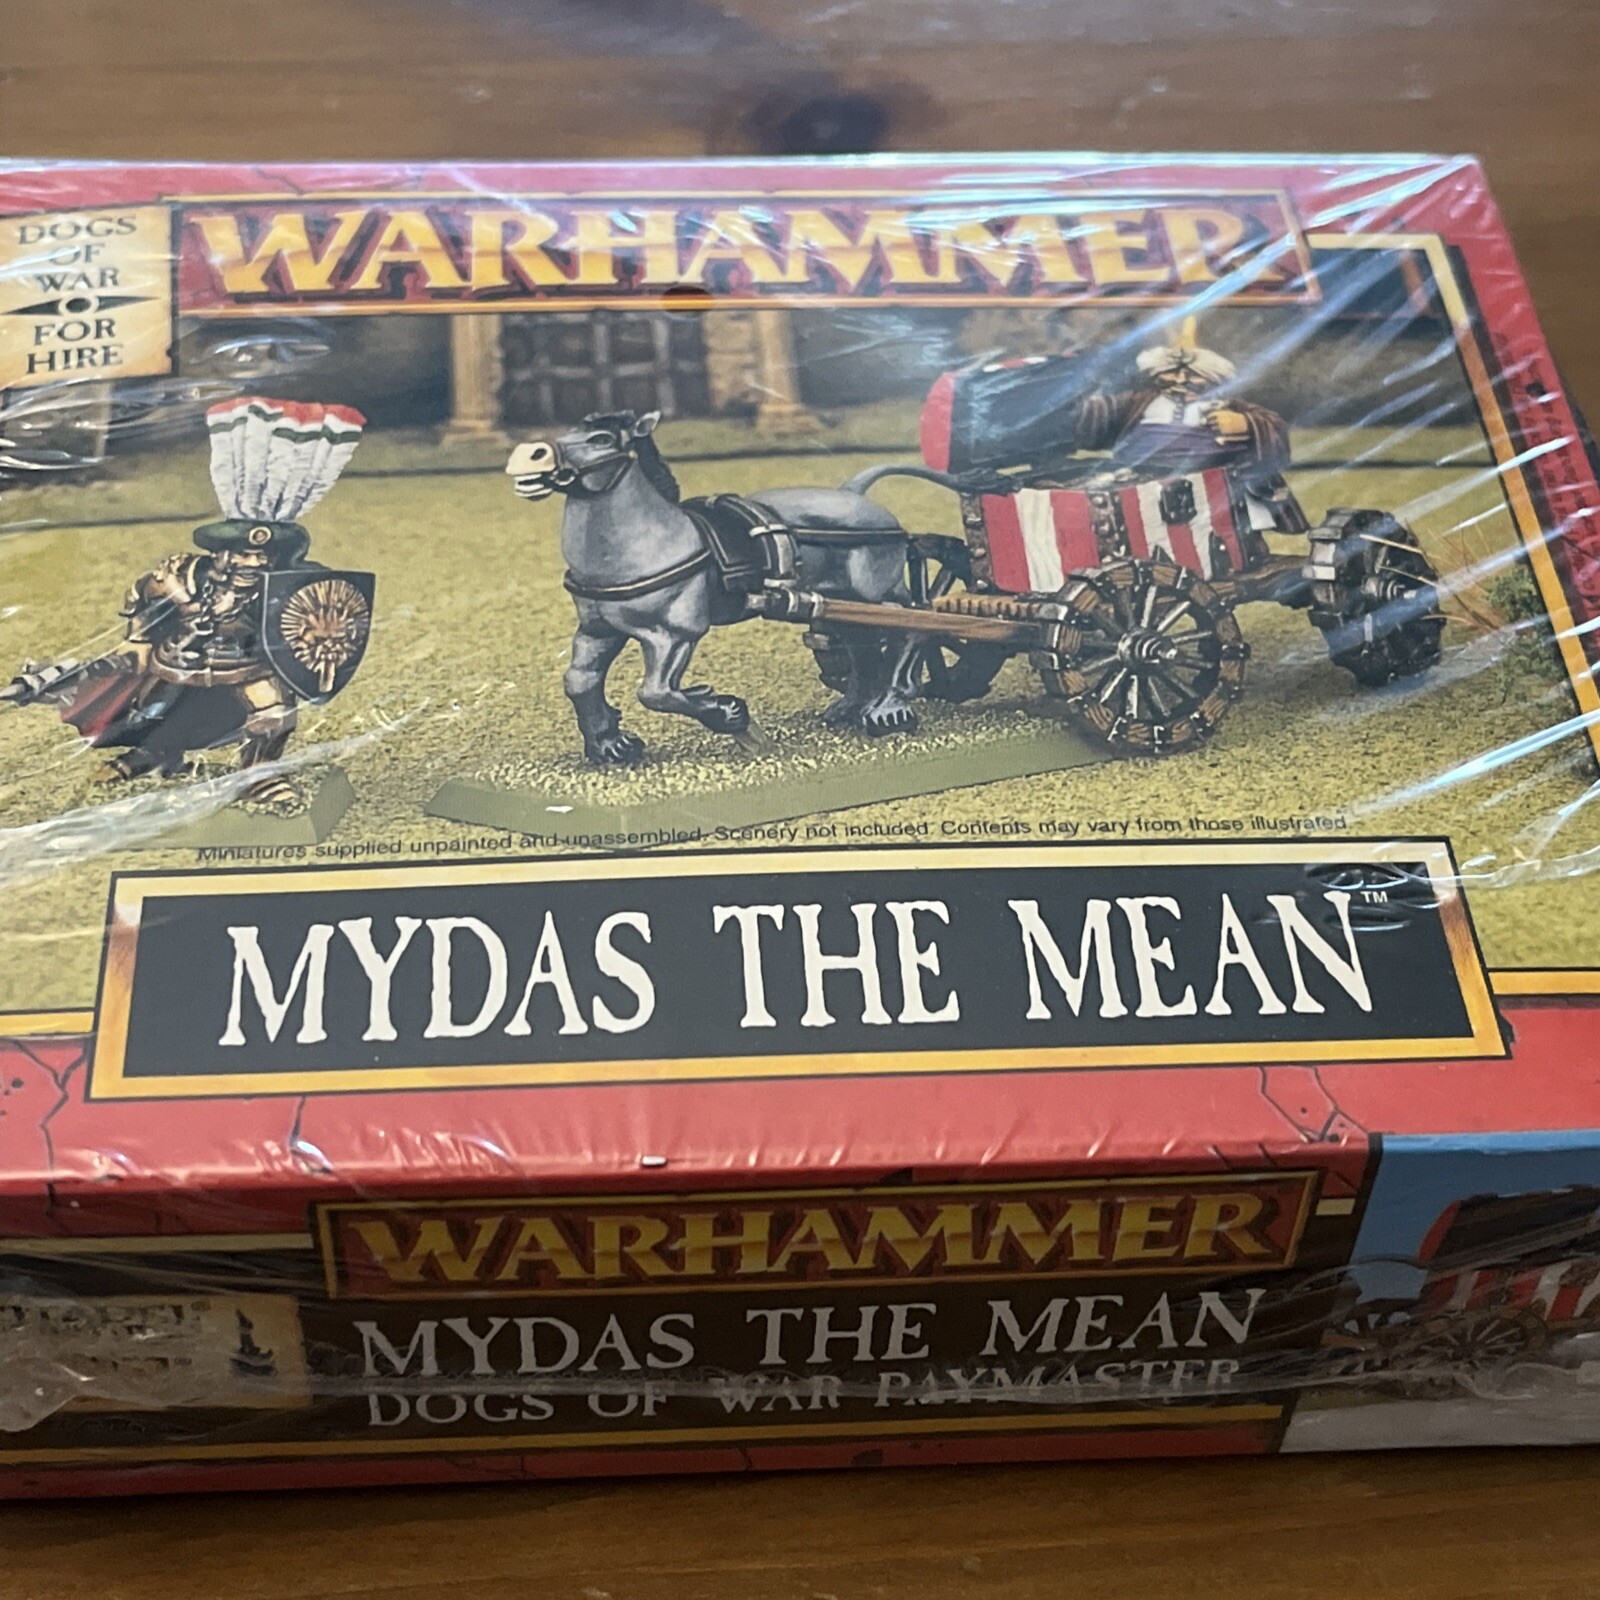 DOGS
OF
WAR
FOR
HIRE
WARHAMMER
Miniatures supplied unpainted and unassembled. Scenery not included. Contents may vary from those illustrated.
MYDAS THE MEAN™
WARHAMMER
MYDAS THE MEAN
DOGS OF WAR PAYMASTER